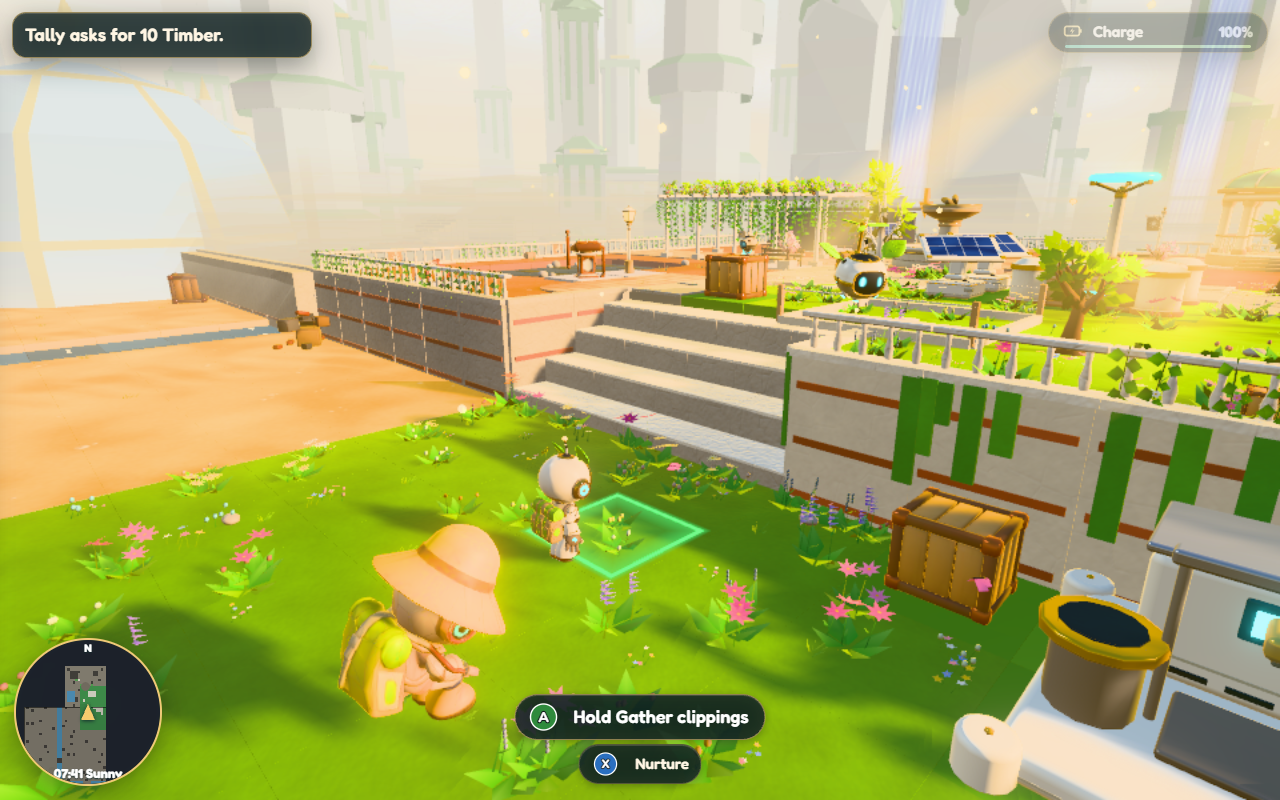 Tally asks for 10 Timber.
Charge 100%
N
07:41 Sunny
A Hold Gather clippings
X Nurture